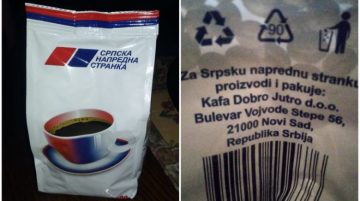 СРПСКА
НАПРЕДНА
СТРАНКА
90
Za Srpsku naprednu stranku
proizvodi i pakuje:
Kafa Dobro Jutro d.o.o.
Bulevar Vojvode Stepe 56,
21000 Novi Sad,
Republika Srbija